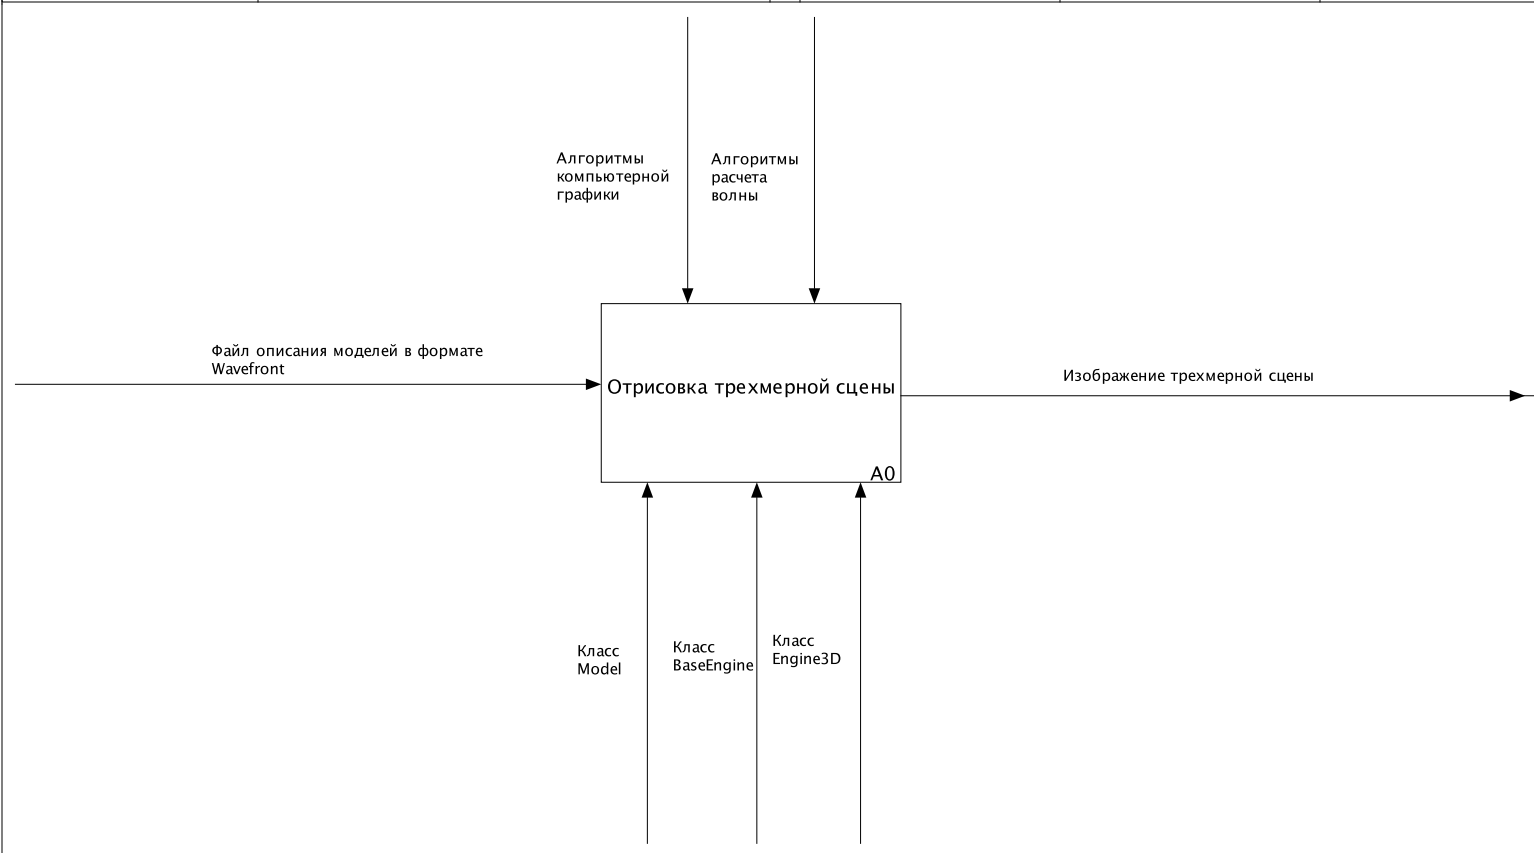 Алгоритмы
компьютерной
графики
Алгоритмы
расчета
волны
Файл описания моделей в формате
Wavefront
Отрисовка трехмерной сцены
A0
Изображение трехмерной сцены
Класс
Model
Класс
BaseEngine
Класс
Engine3D